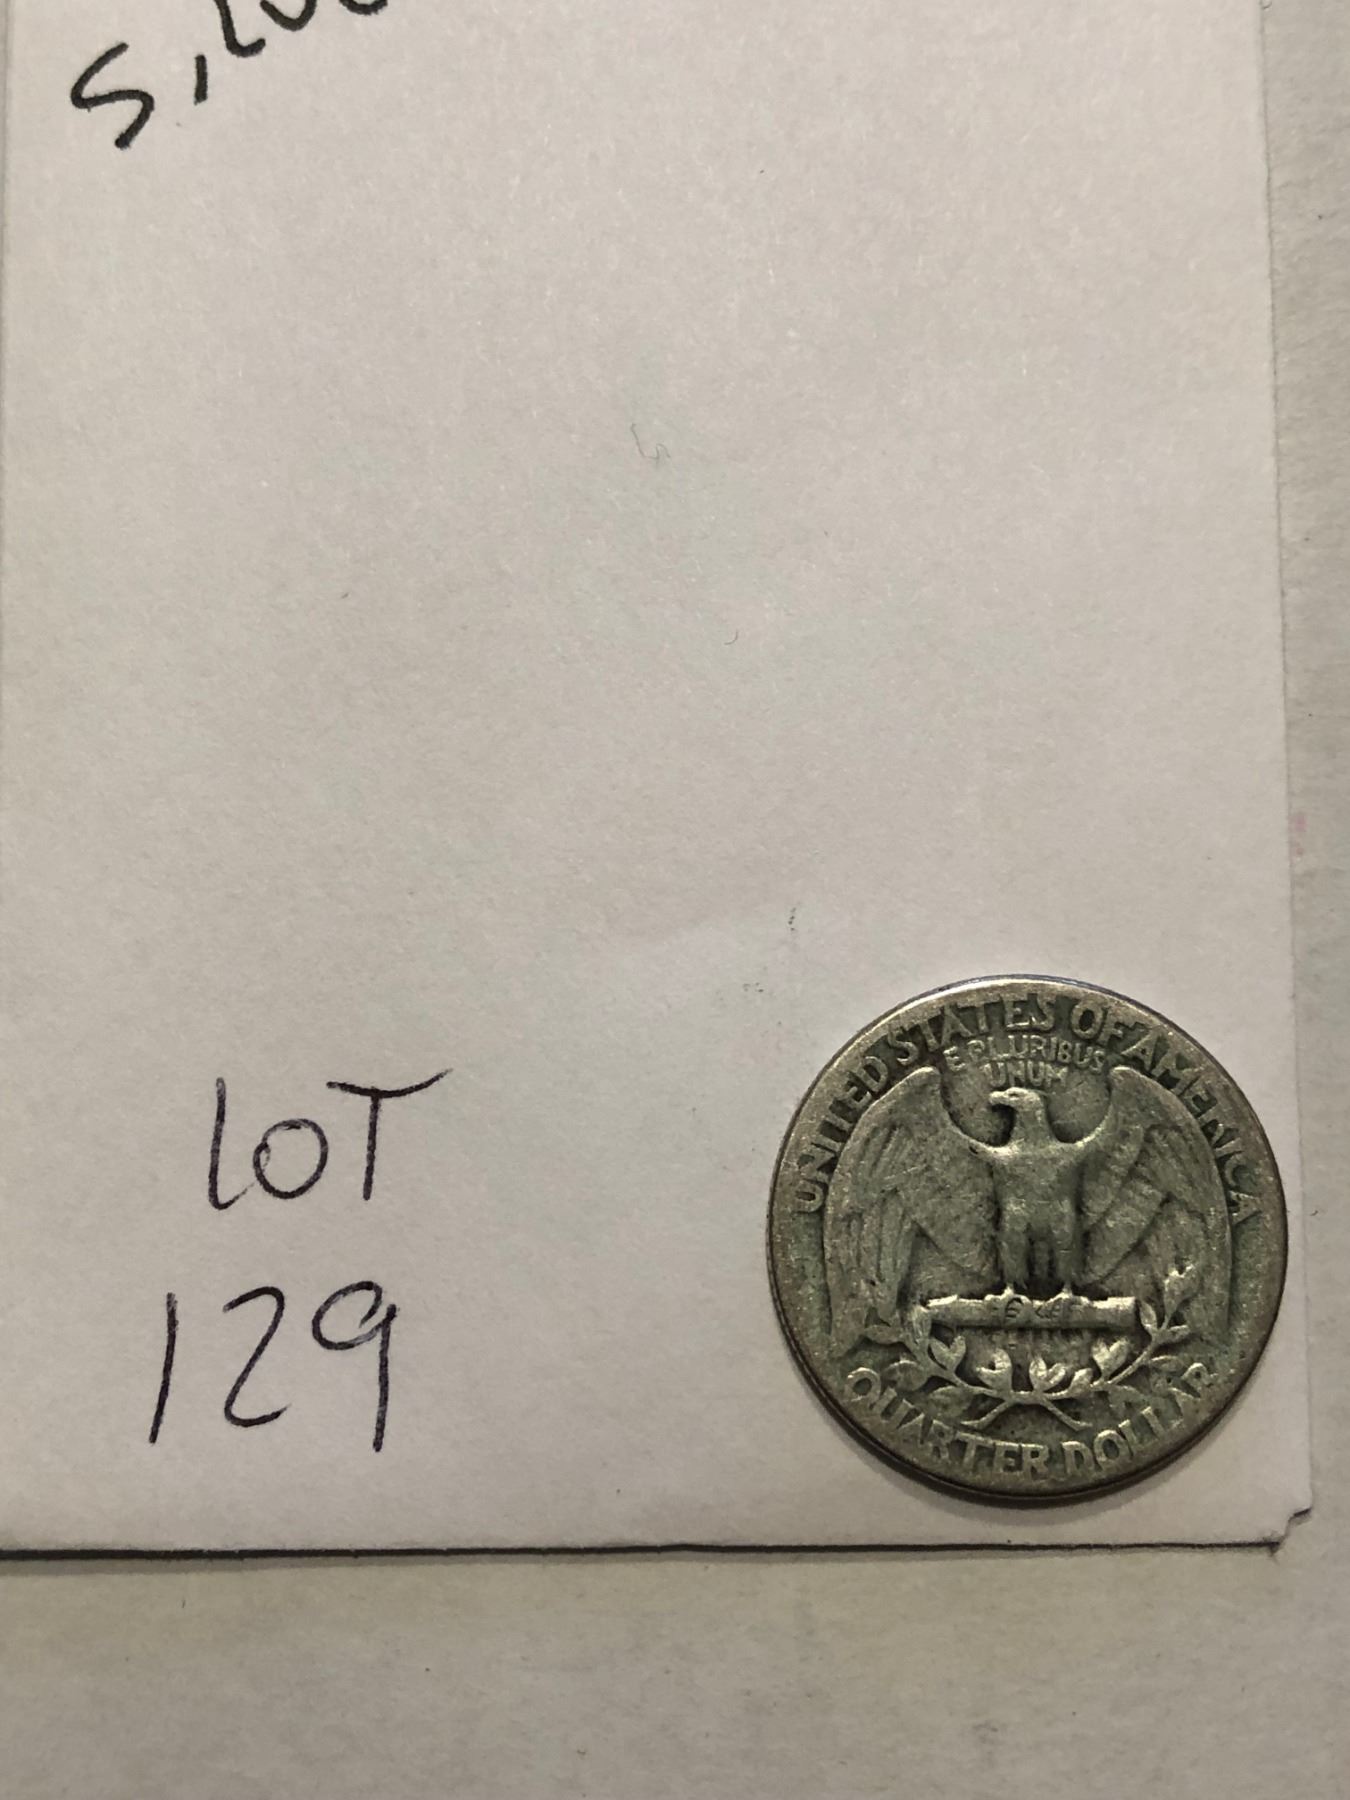 LOT
129
UNITED STATES OF AMERICA
E PLURIBUS
UNUM
QUARTER DOLLAR